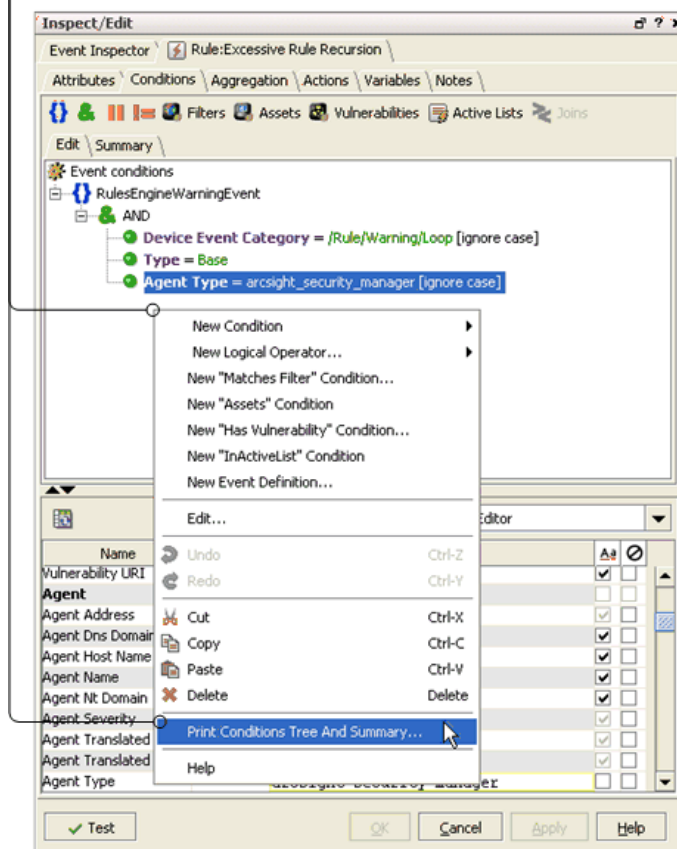 Inspect/Edit
Event Inspector Rule:Excessive Rule Recursion
Attributes Conditions Aggregation Actions Variables Notes
Filters Assets Vulnerabilities Active Lists Joins
Edit Summary
Event conditions
RulesEngineWarningEvent
AND
Device Event Category = /Rule/Warning/Loop [ignore case]
Type = Base
Agent Type = arcsight_security_manager [ignore case]
New Condition
New Logical Operator...
New "Matches Filter" Condition...
New "Assets" Condition
New "Has Vulnerability" Condition...
New "InActiveList" Condition
New Event Definition...
Edit...
Undo Ctrl-Z
Redo Ctrl-Y
Cut Ctrl-X
Copy Ctrl-C
Paste Ctrl-V
Delete Delete
Print Conditions Tree And Summary...
Help
Editor
Name Aa
Vulnerability URI
Agent
Agent Address
Agent Dns Domain
Agent Host Name
Agent Name
Agent Nt Domain
Agent Severity
Agent Translated
Agent Translated
Agent Type
Test OK Cancel Apply Help